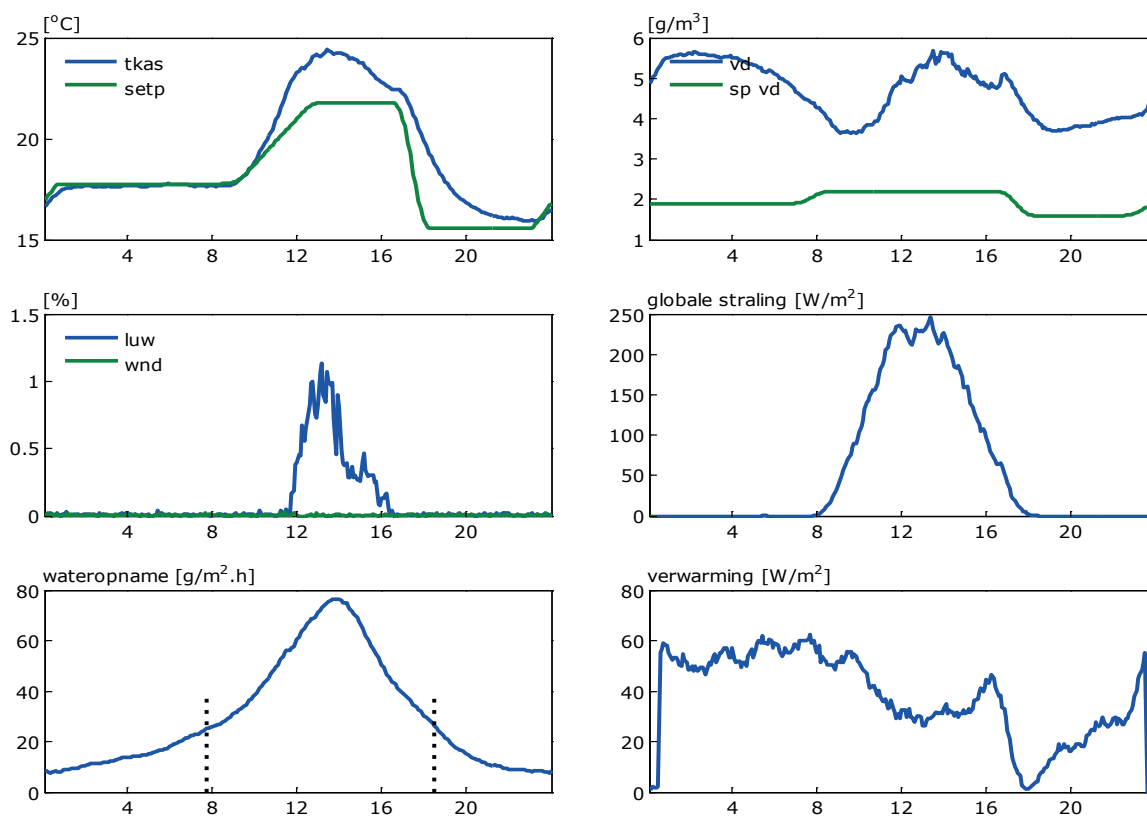 [°C]
25
20
15
tkas
setp
4 8 12 16 20
[g/m³]
6
5
4
3
2
1
vd
sp vd
4 8 12 16 20
[%]
1.5
1
0.5
0
luw
wnd
4 8 12 16 20
globale straling [W/m²]
250
200
150
100
50
0
4 8 12 16 20
wateropname [g/m².h]
80
60
40
20
0
4 8 12 16 20
verwarming [W/m²]
80
60
40
20
0
4 8 12 16 20